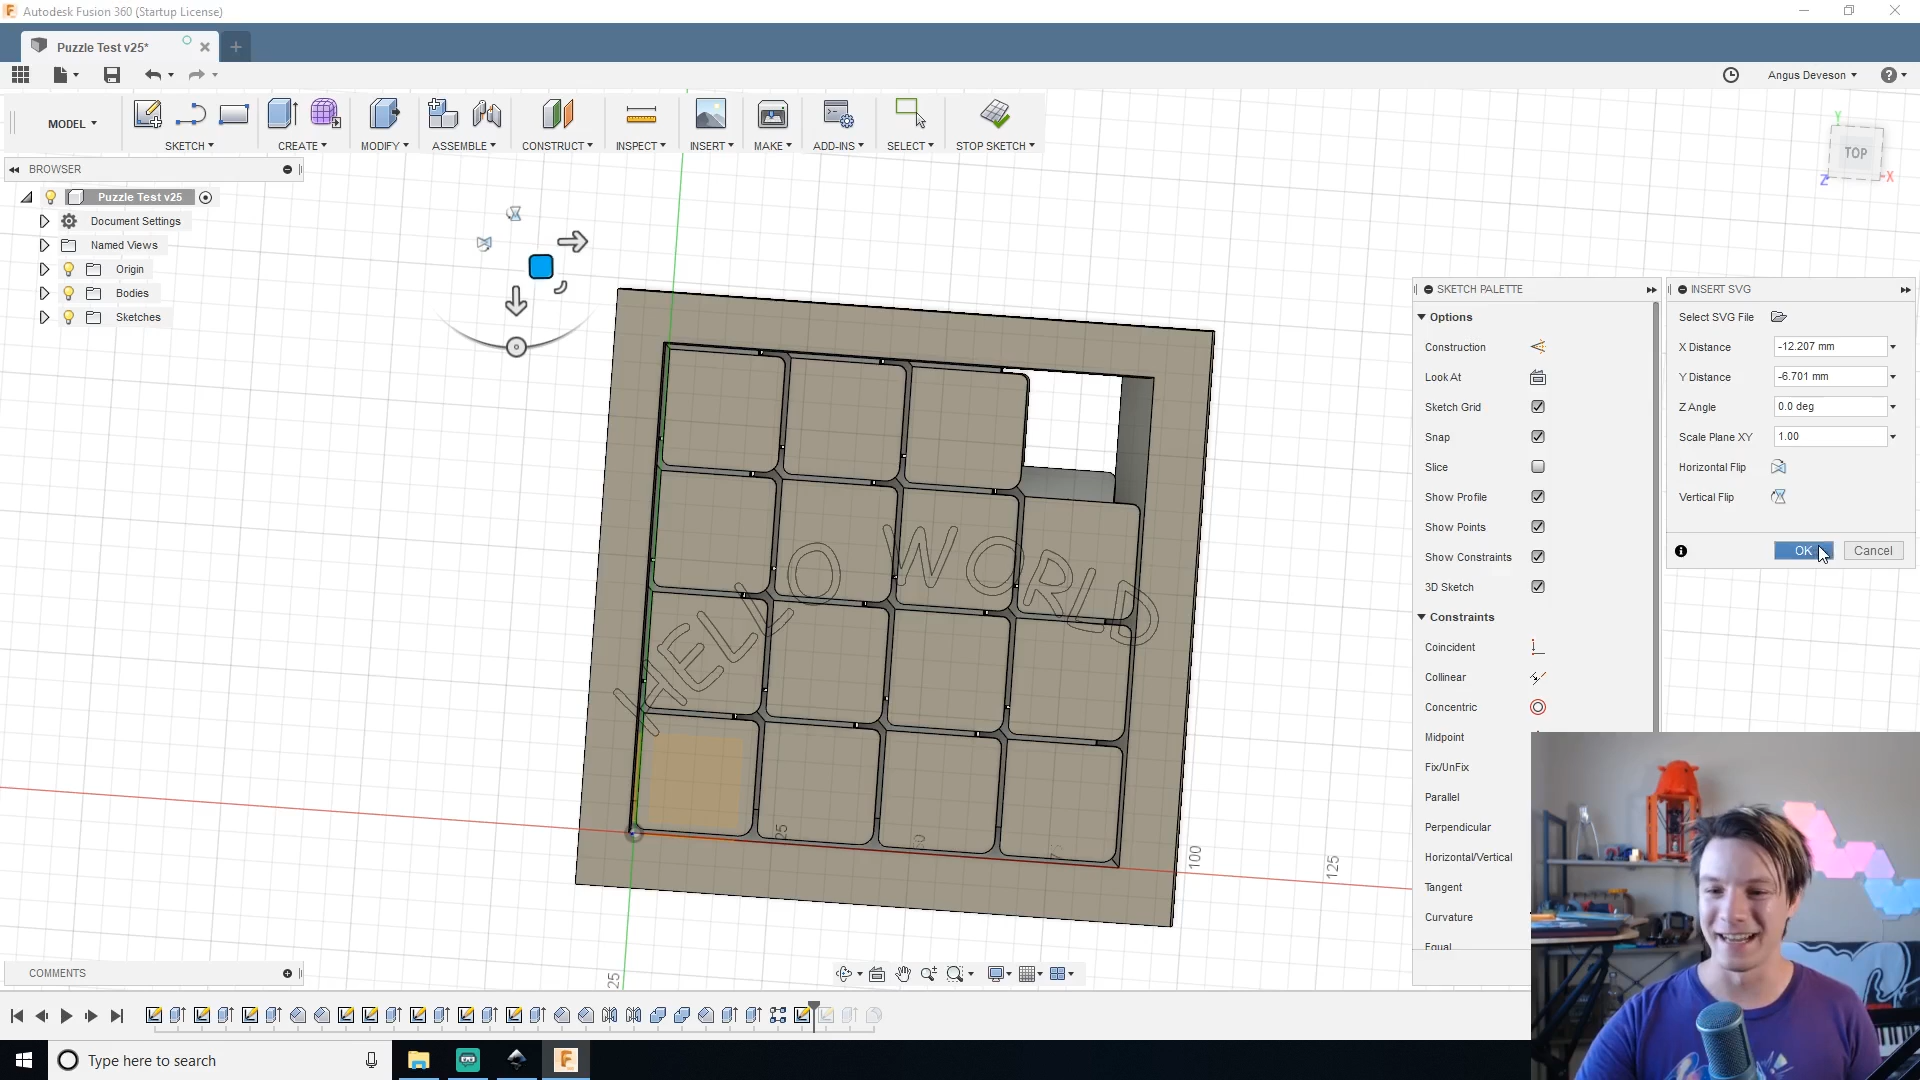 Autodesk Fusion 360 (Startup License)
Puzzle Test v25*
Angus Deveson
MODEL
SKETCH
CREATE
MODIFY
ASSEMBLE
CONSTRUCT
INSPECT
INSERT
MAKE
ADD-INS
SELECT
STOP SKETCH
BROWSER
Puzzle Test v25
Document Settings
Named Views
Origin
Bodies
Sketches
Y
TOP
Z
X
SKETCH PALETTE
Options
Construction
Look At
Sketch Grid
Snap
Slice
Show Profile
Show Points
Show Constraints
3D Sketch
Constraints
Coincident
Collinear
Concentric
Midpoint
Fix/UnFix
Parallel
Perpendicular
Horizontal/Vertical
Tangent
Curvature
Equal
INSERT SVG
Select SVG File
X Distance -12.207 mm
Y Distance -6.701 mm
Z Angle 0.0 deg
Scale Plane XY 1.00
Horizontal Flip
Vertical Flip
OK
Cancel
HELLO WORLD
25
100
125
25
COMMENTS
Type here to search